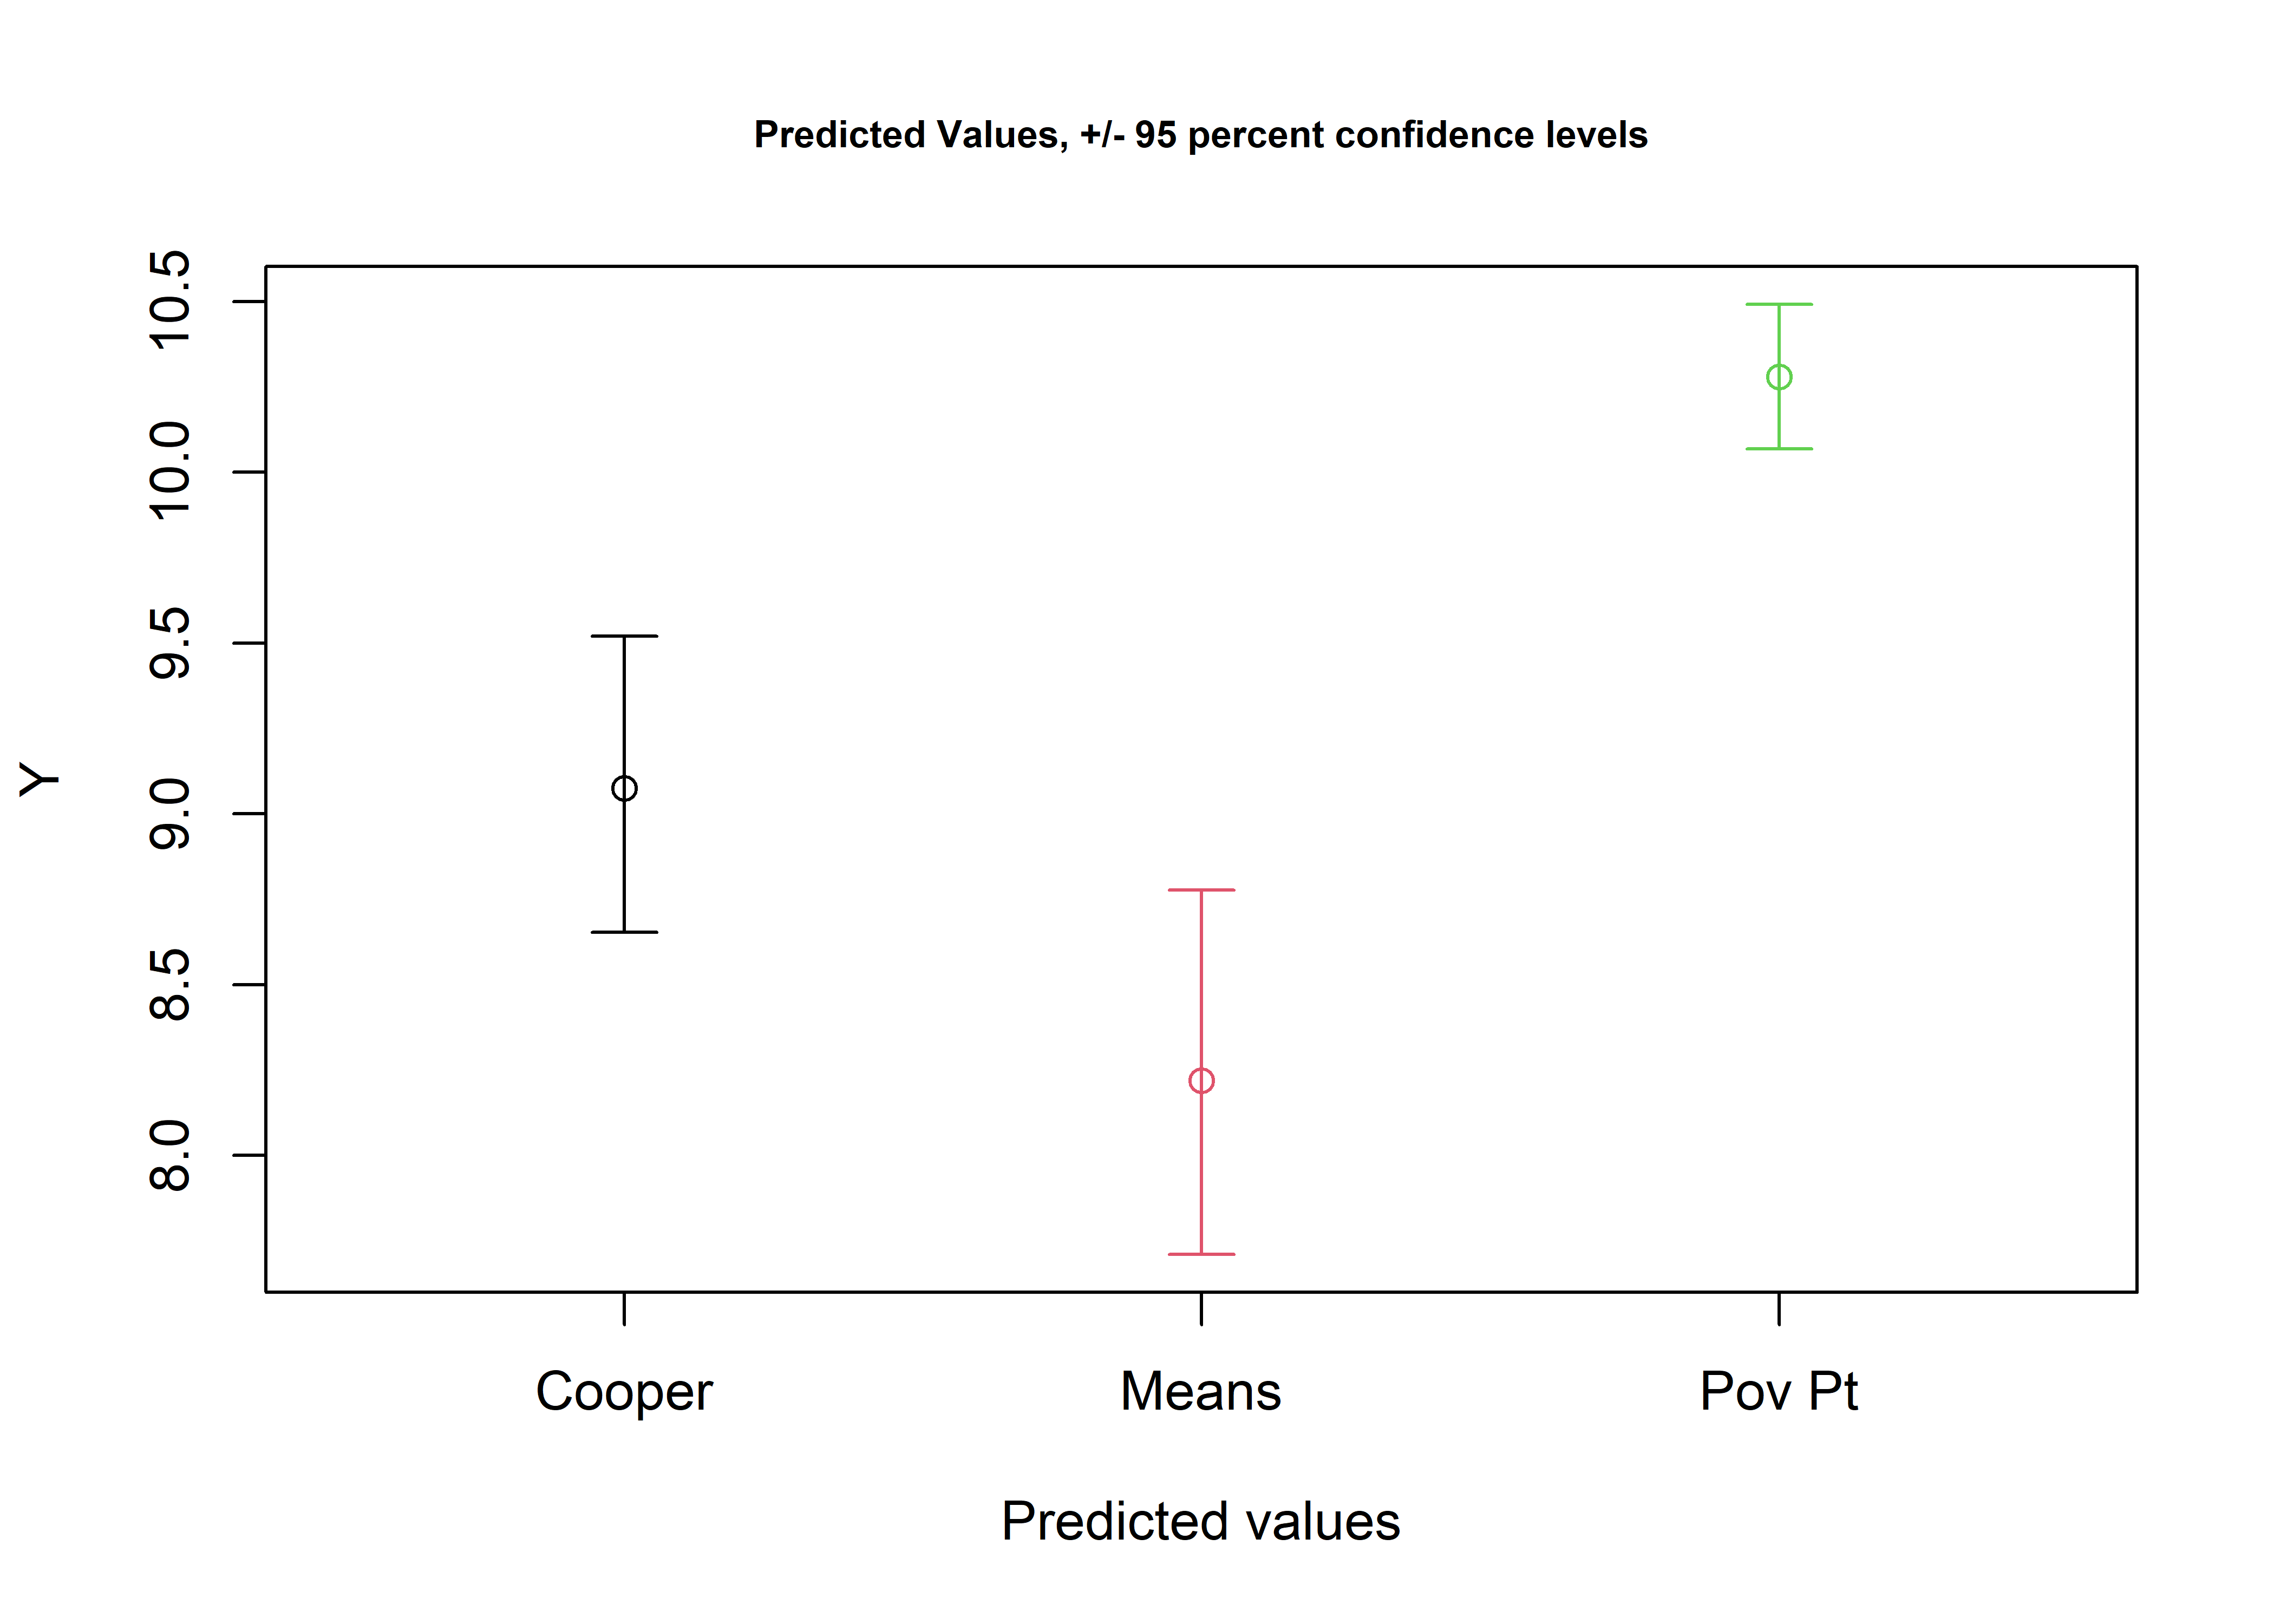 Predicted Values, +/- 95 percent confidence levels
10.5
10.0
9.5
9.0
8.5
8.0
Y
Cooper Means Pov Pt
Predicted values